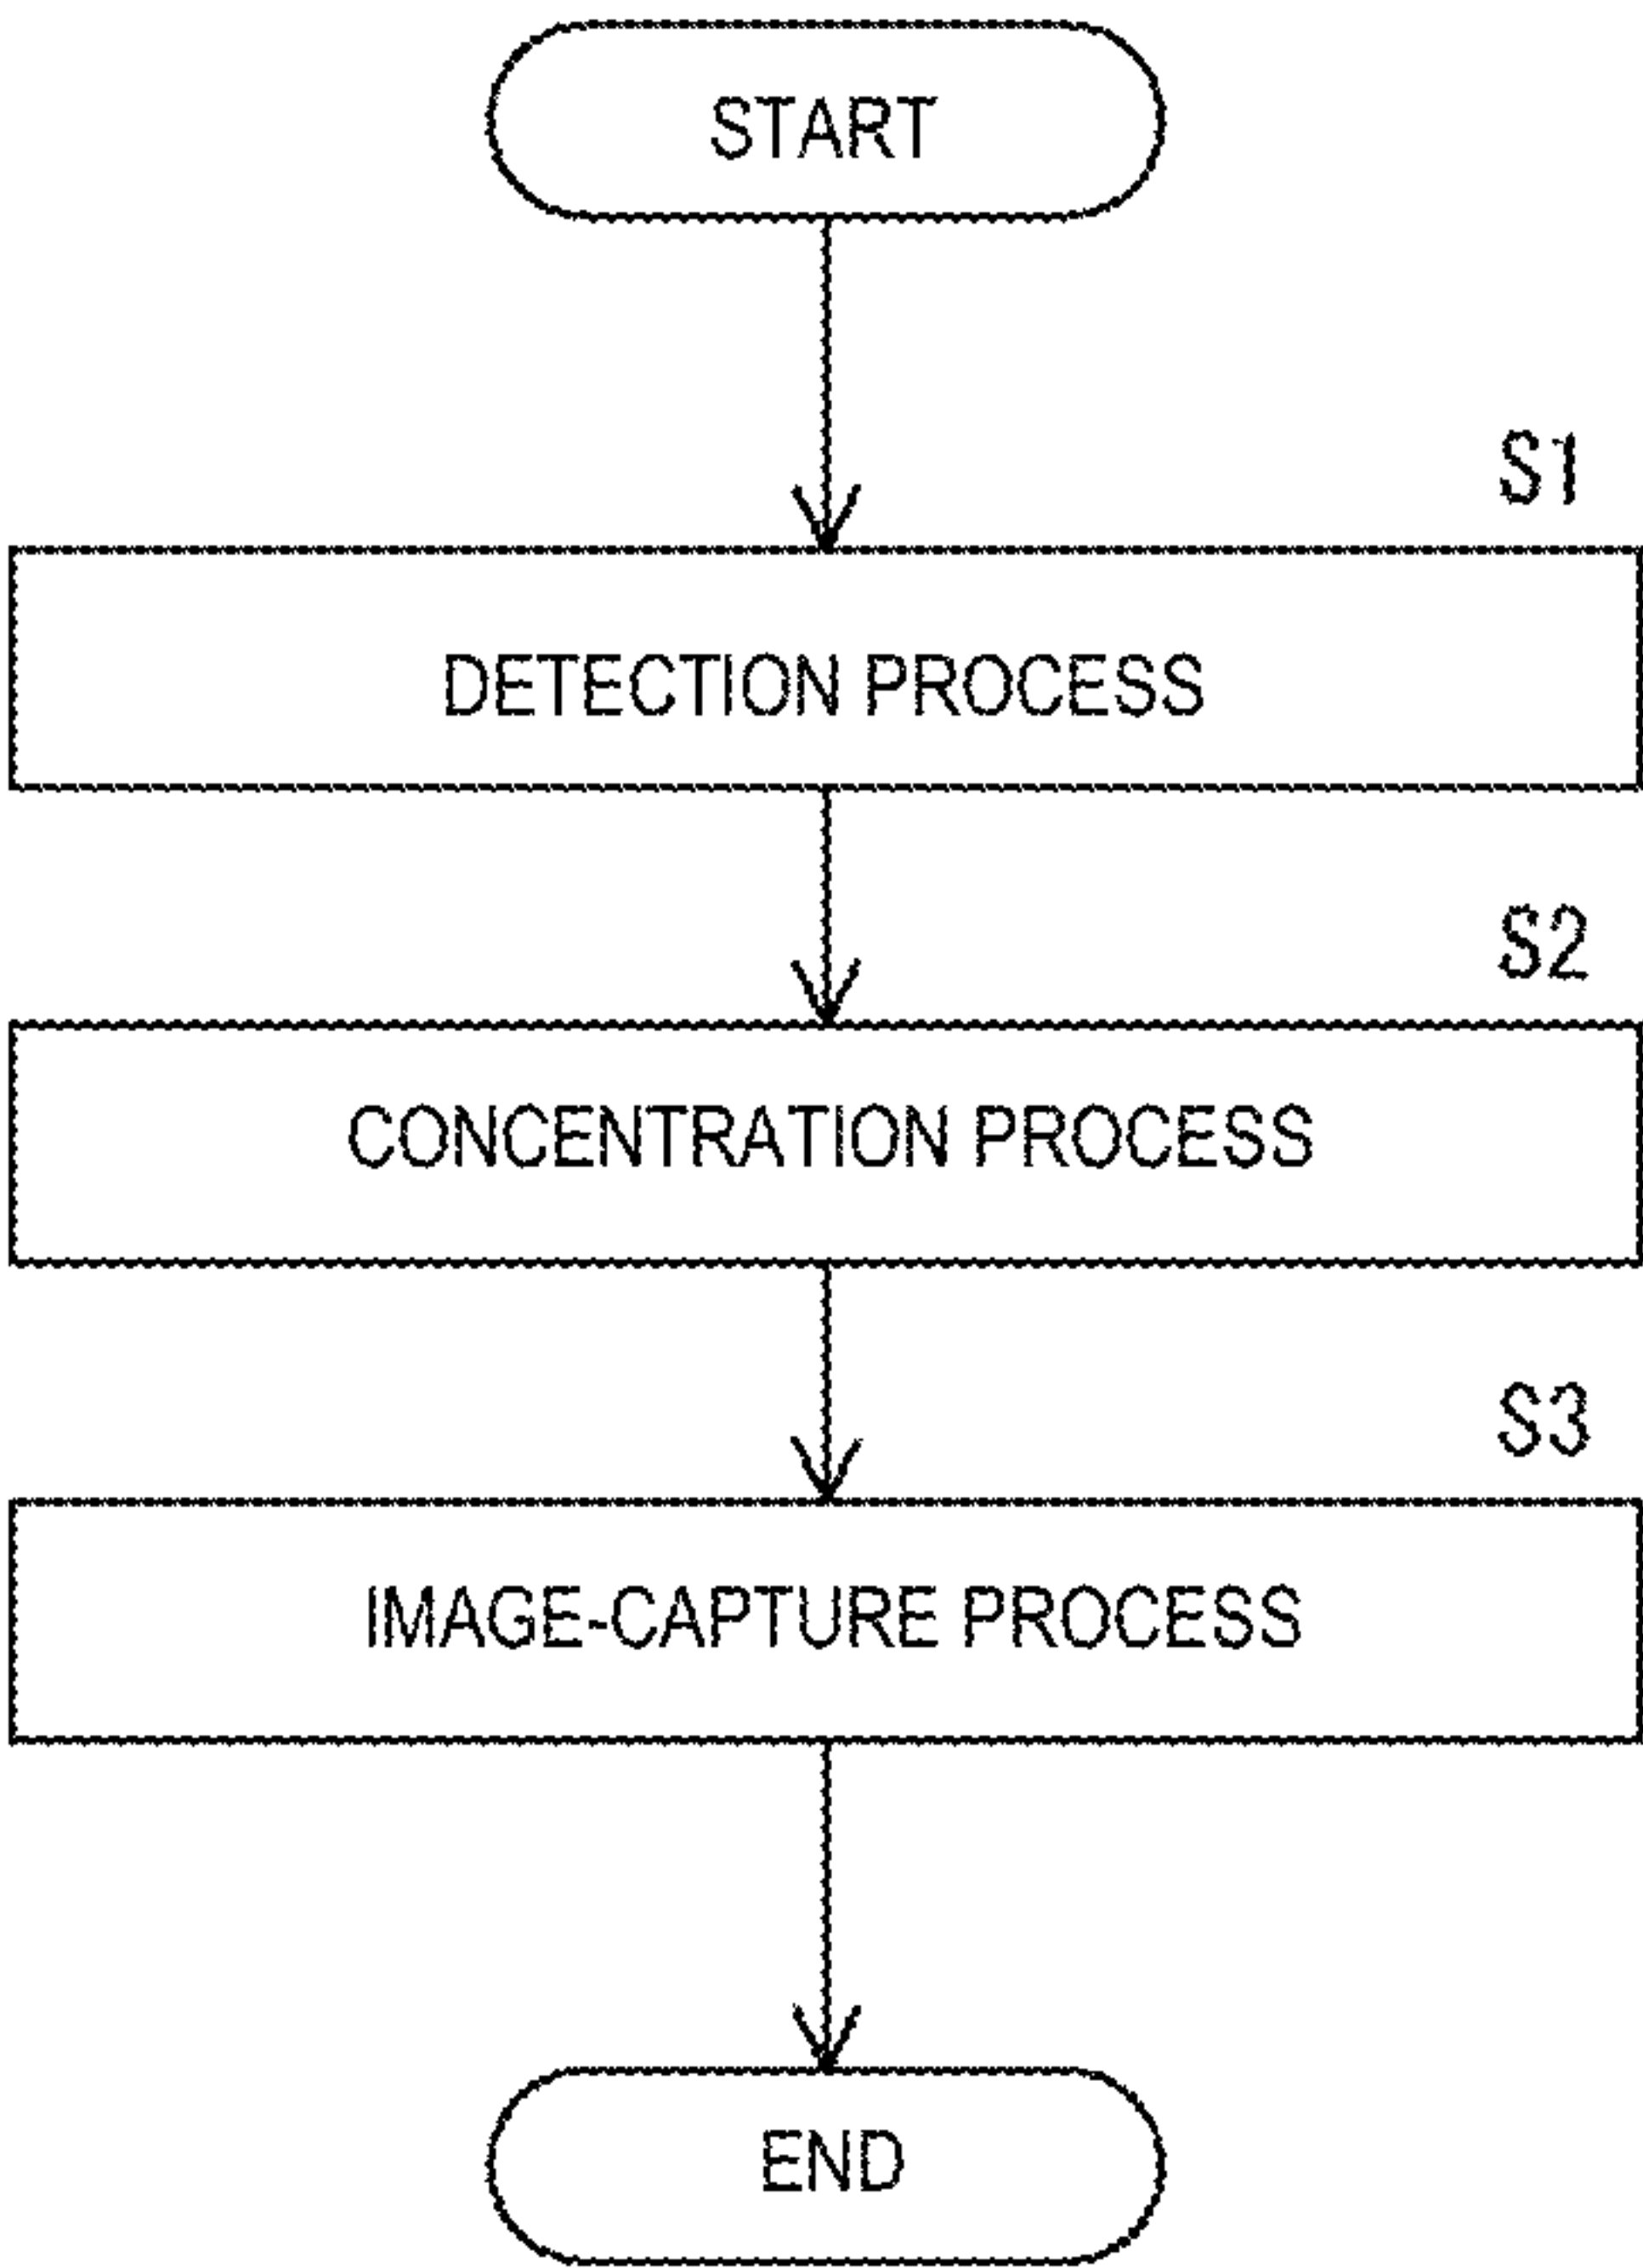 START
S1
DETECTION PROCESS
S2
CONCENTRATION PROCESS
S3
IMAGE-CAPTURE PROCESS
END